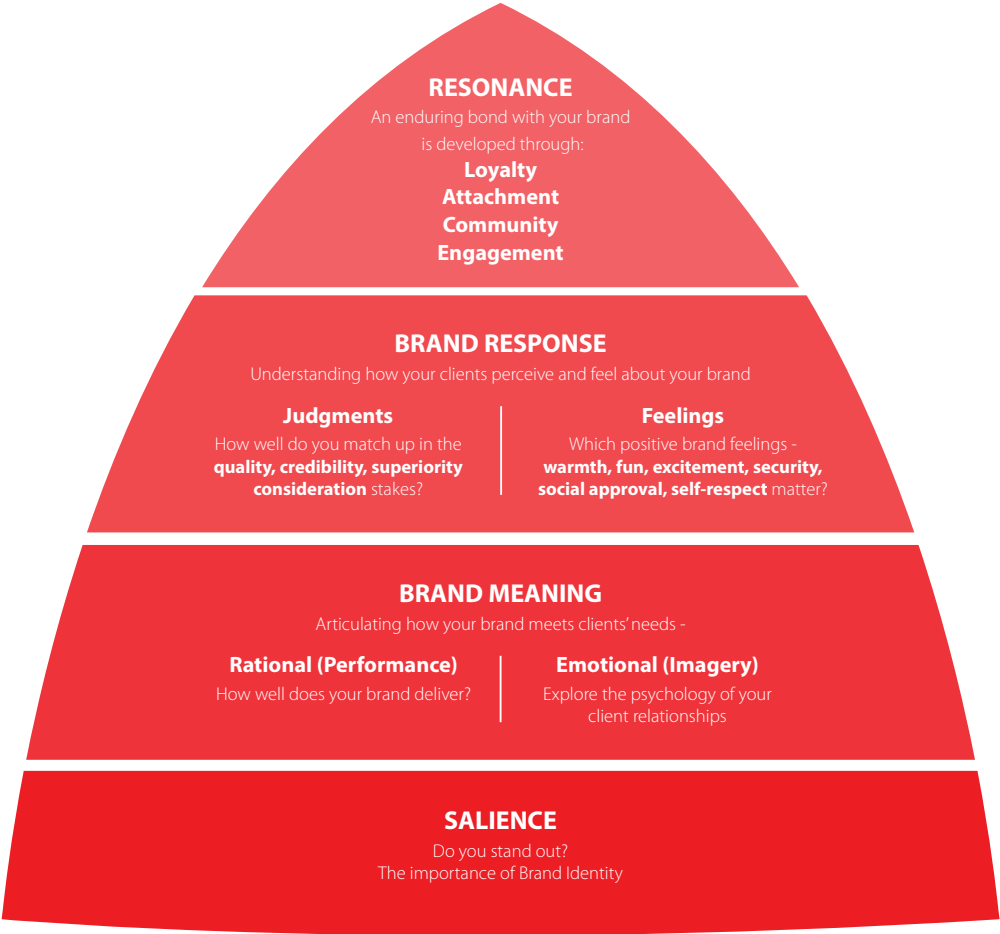 RESONANCE
An enduring bond with your brand
is developed through:
Loyalty
Attachment
Community
Engagement
BRAND RESPONSE
Understanding how your clients perceive and feel about your brand
Judgments
How well do you match up in the
quality, credibility, superiority
consideration stakes?
Feelings
Which positive brand feelings -
warmth, fun, excitement, security,
social approval, self-respect matter?
BRAND MEANING
Articulating how your brand meets clients’ needs -
Rational (Performance)
How well does your brand deliver?
Emotional (Imagery)
Explore the psychology of your
client relationships
SALIENCE
Do you stand out?
The importance of Brand Identity